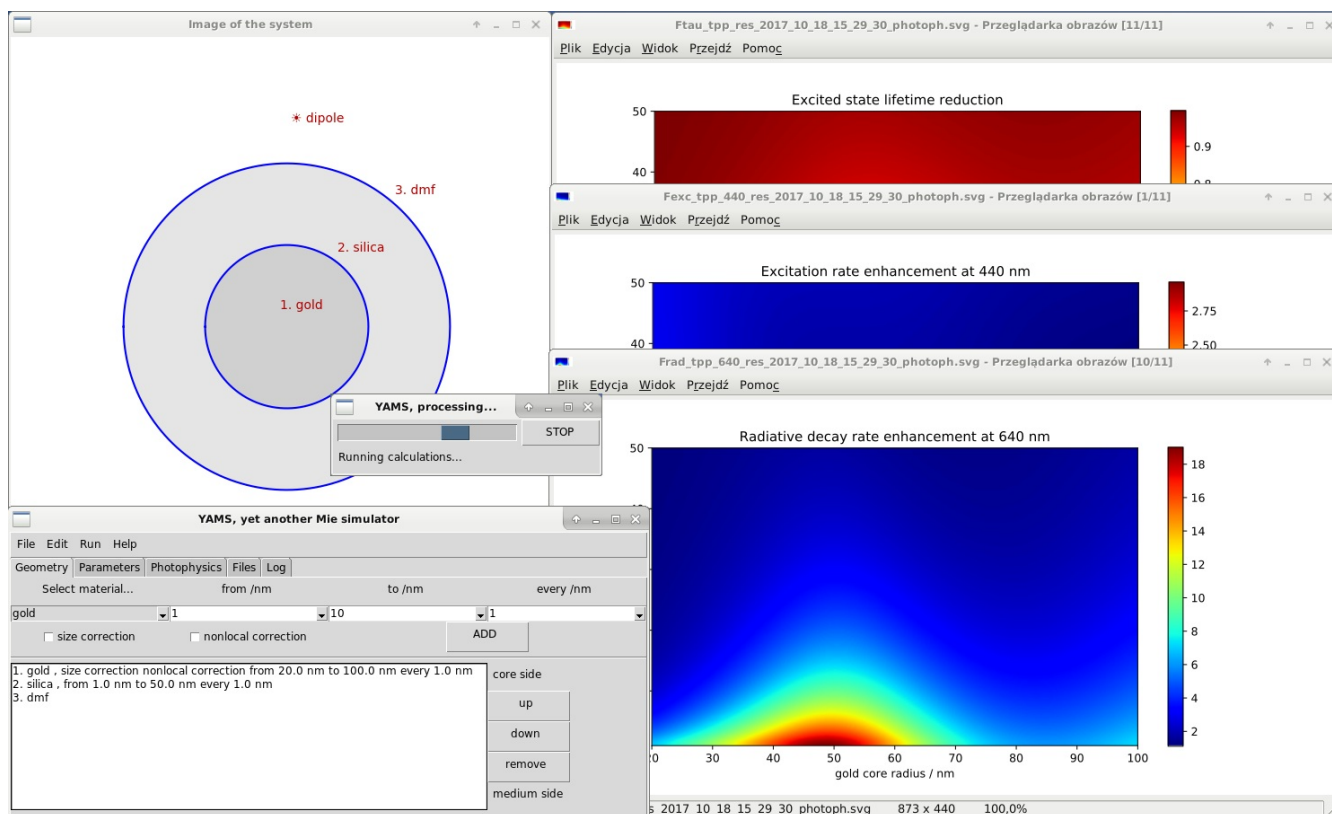 Image of the system
☀ dipole
3. dmf
2. silica
1. gold
YAMS, processing...
STOP
Running calculations...
YAMS, yet another Mie simulator
File Edit Run Help
Geometry Parameters Photophysics Files Log
Select material... from /nm to /nm every /nm
gold 1 10 1
size correction nonlocal correction ADD
1. gold , size correction nonlocal correction from 20.0 nm to 100.0 nm every 1.0 nm
2. silica , from 1.0 nm to 50.0 nm every 1.0 nm
3. dmf
core side
up
down
remove
medium side
Ftau_tpp_res_2017_10_18_15_29_30_photoph.svg - Przeglądarka obrazów [11/11]
Plik Edycja Widok Przejdź Pomoc
Excited state lifetime reduction
50
40
0.9
0.8
Fexc_tpp_440_res_2017_10_18_15_29_30_photoph.svg - Przeglądarka obrazów [1/11]
Plik Edycja Widok Przejdź Pomoc
Excitation rate enhancement at 440 nm
50
40
2.75
2.50
Frad_tpp_640_res_2017_10_18_15_29_30_photoph.svg - Przeglądarka obrazów [10/11]
Plik Edycja Widok Przejdź Pomoc
Radiative decay rate enhancement at 640 nm
50
18
16
14
12
10
8
6
4
2
20 30 40 50 60 70 80 90 100
gold core radius / nm
s_2017_10_18_15_29_30_photoph.svg 873 x 440 100,0%